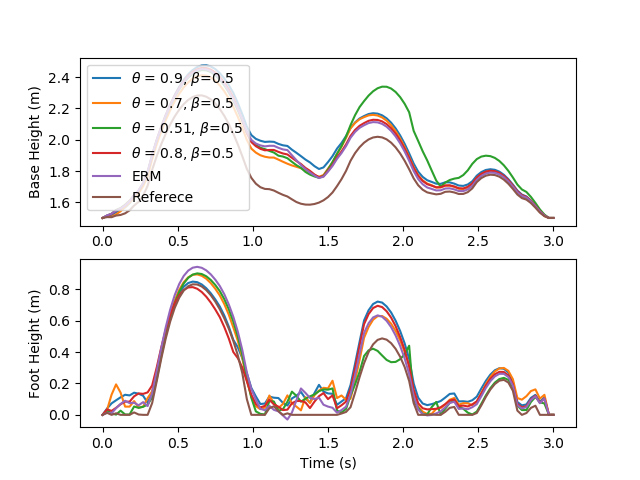 Base Height (m)
2.4
2.2
2.0
1.8
1.6
θ = 0.9, β=0.5
θ = 0.7, β=0.5
θ = 0.51, β=0.5
θ = 0.8, β=0.5
ERM
Referece
0.0 0.5 1.0 1.5 2.0 2.5 3.0
Foot Height (m)
0.8
0.6
0.4
0.2
0.0
0.0 0.5 1.0 1.5 2.0 2.5 3.0
Time (s)